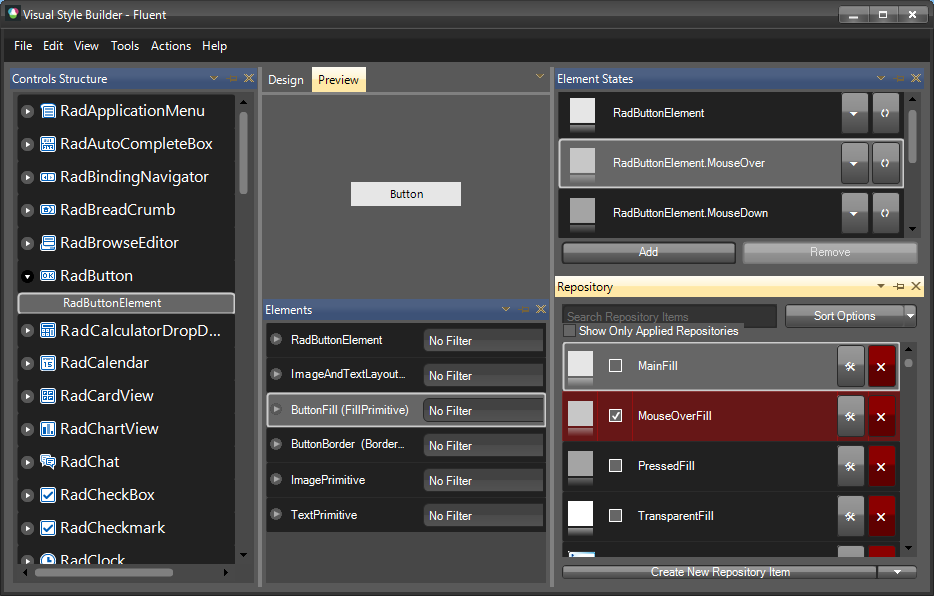 Visual Style Builder - Fluent
File Edit View Tools Actions Help
Controls Structure
RadApplicationMenu
RadAutoCompleteBox
RadBindingNavigator
RadBreadCrumb
RadBrowseEditor
RadButton
RadButtonElement
RadCalculatorDropD...
RadCalendar
RadCardView
RadChartView
RadChat
RadCheckBox
RadCheckmark
RadClock
Design Preview
Button
Elements
RadButtonElement No Filter
ImageAndTextLayout... No Filter
ButtonFill (FillPrimitive) No Filter
ButtonBorder (Border... No Filter
ImagePrimitive No Filter
TextPrimitive No Filter
Element States
RadButtonElement
RadButtonElement.MouseOver
RadButtonElement.MouseDown
Add Remove
Repository
Search Repository Items Sort Options
Show Only Applied Repositories
MainFill
MouseOverFill
PressedFill
TransparentFill
Create New Repository Item